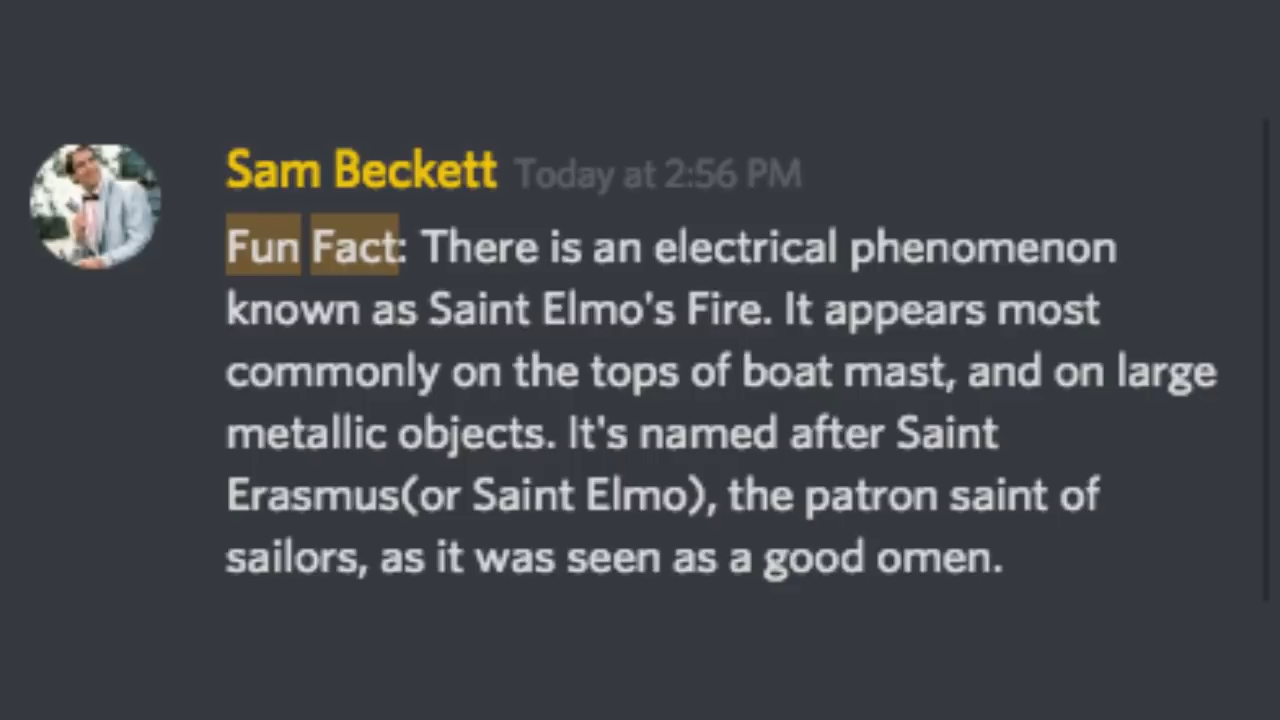 Sam Beckett Today at 2:56 PM
Fun Fact: There is an electrical phenomenon
known as Saint Elmo's Fire. It appears most
commonly on the tops of boat mast, and on large
metallic objects. It's named after Saint
Erasmus(or Saint Elmo), the patron saint of
sailors, as it was seen as a good omen.